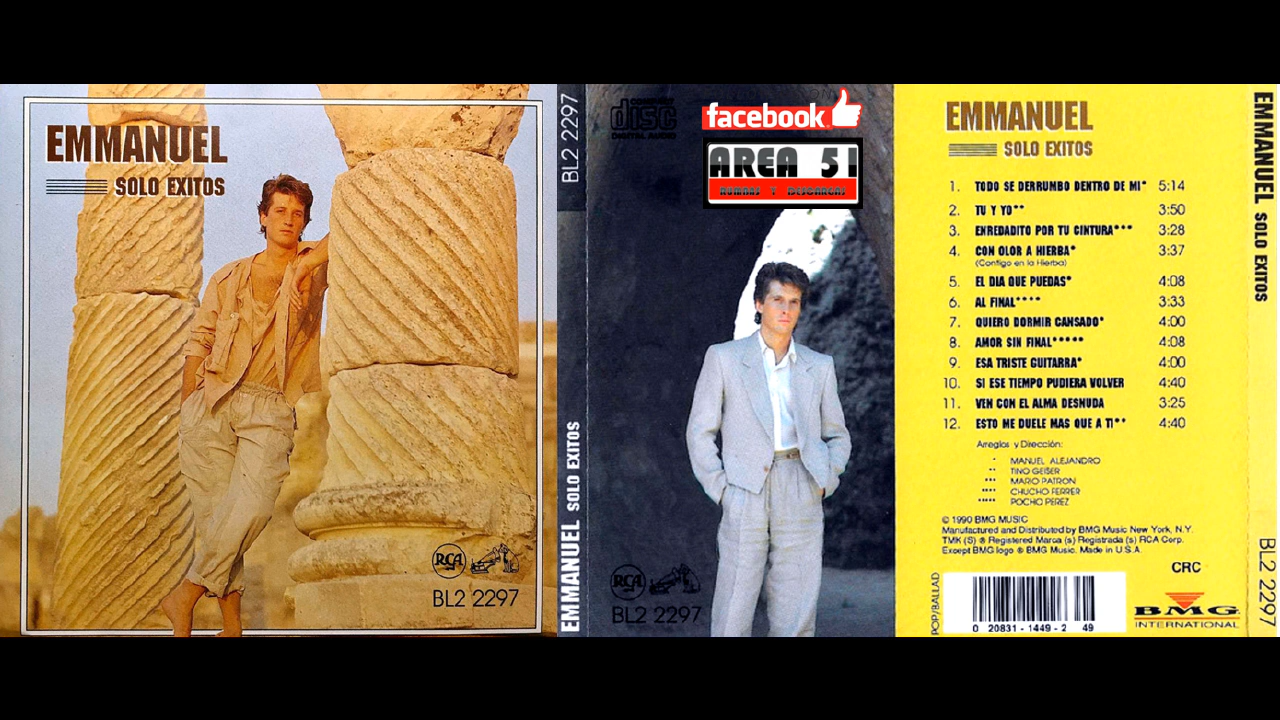 EMMANUEL
SOLO EXITOS
RCA
BL2 2297
BL2 2297
EMMANUEL SOLO EXITOS
COMPACT
disc
DIGITAL AUDIO
facebook
AREA 51
RUMBAS Y DESCARGAS
RCA
BL2 2297
EMMANUEL
SOLO EXITOS
1. TODO SE DERRUMBO DENTRO DE MI* 5:14
2. TU Y YO** 3:50
3. ENREDADITO POR TU CINTURA*** 3:28
4. CON OLOR A HIERBA* 3:37
(Contigo en la Hierba)
5. EL DIA QUE PUEDAS* 4:08
6. AL FINAL**** 3:33
7. QUIERO DORMIR CANSADO* 4:00
8. AMOR SIN FINAL***** 4:08
9. ESA TRISTE GUITARRA* 4:00
10. SI ESE TIEMPO PUDIERA VOLVER 4:40
11. VEN CON EL ALMA DESNUDA 3:25
12. ESTO ME DUELE MAS QUE A TI** 4:40
Arreglos y Dirección:
* MANUEL ALEJANDRO
** TINO GEISER
*** MARIO PATRON
**** CHUCHO FERRER
***** POCHO PEREZ
© 1990 BMG MUSIC
Manufactured and Distributed by BMG Music New York, N.Y.
TMK (S) ® Registered Marca (s) Registrada (s) RCA Corp.
Except BMG logo ® BMG Music. Made in U.S.A.
CRC
POP/BALLAD
0 20831-1449-2 49
BMG
INTERNATIONAL
EMMANUEL SOLO EXITOS
BL2 2297